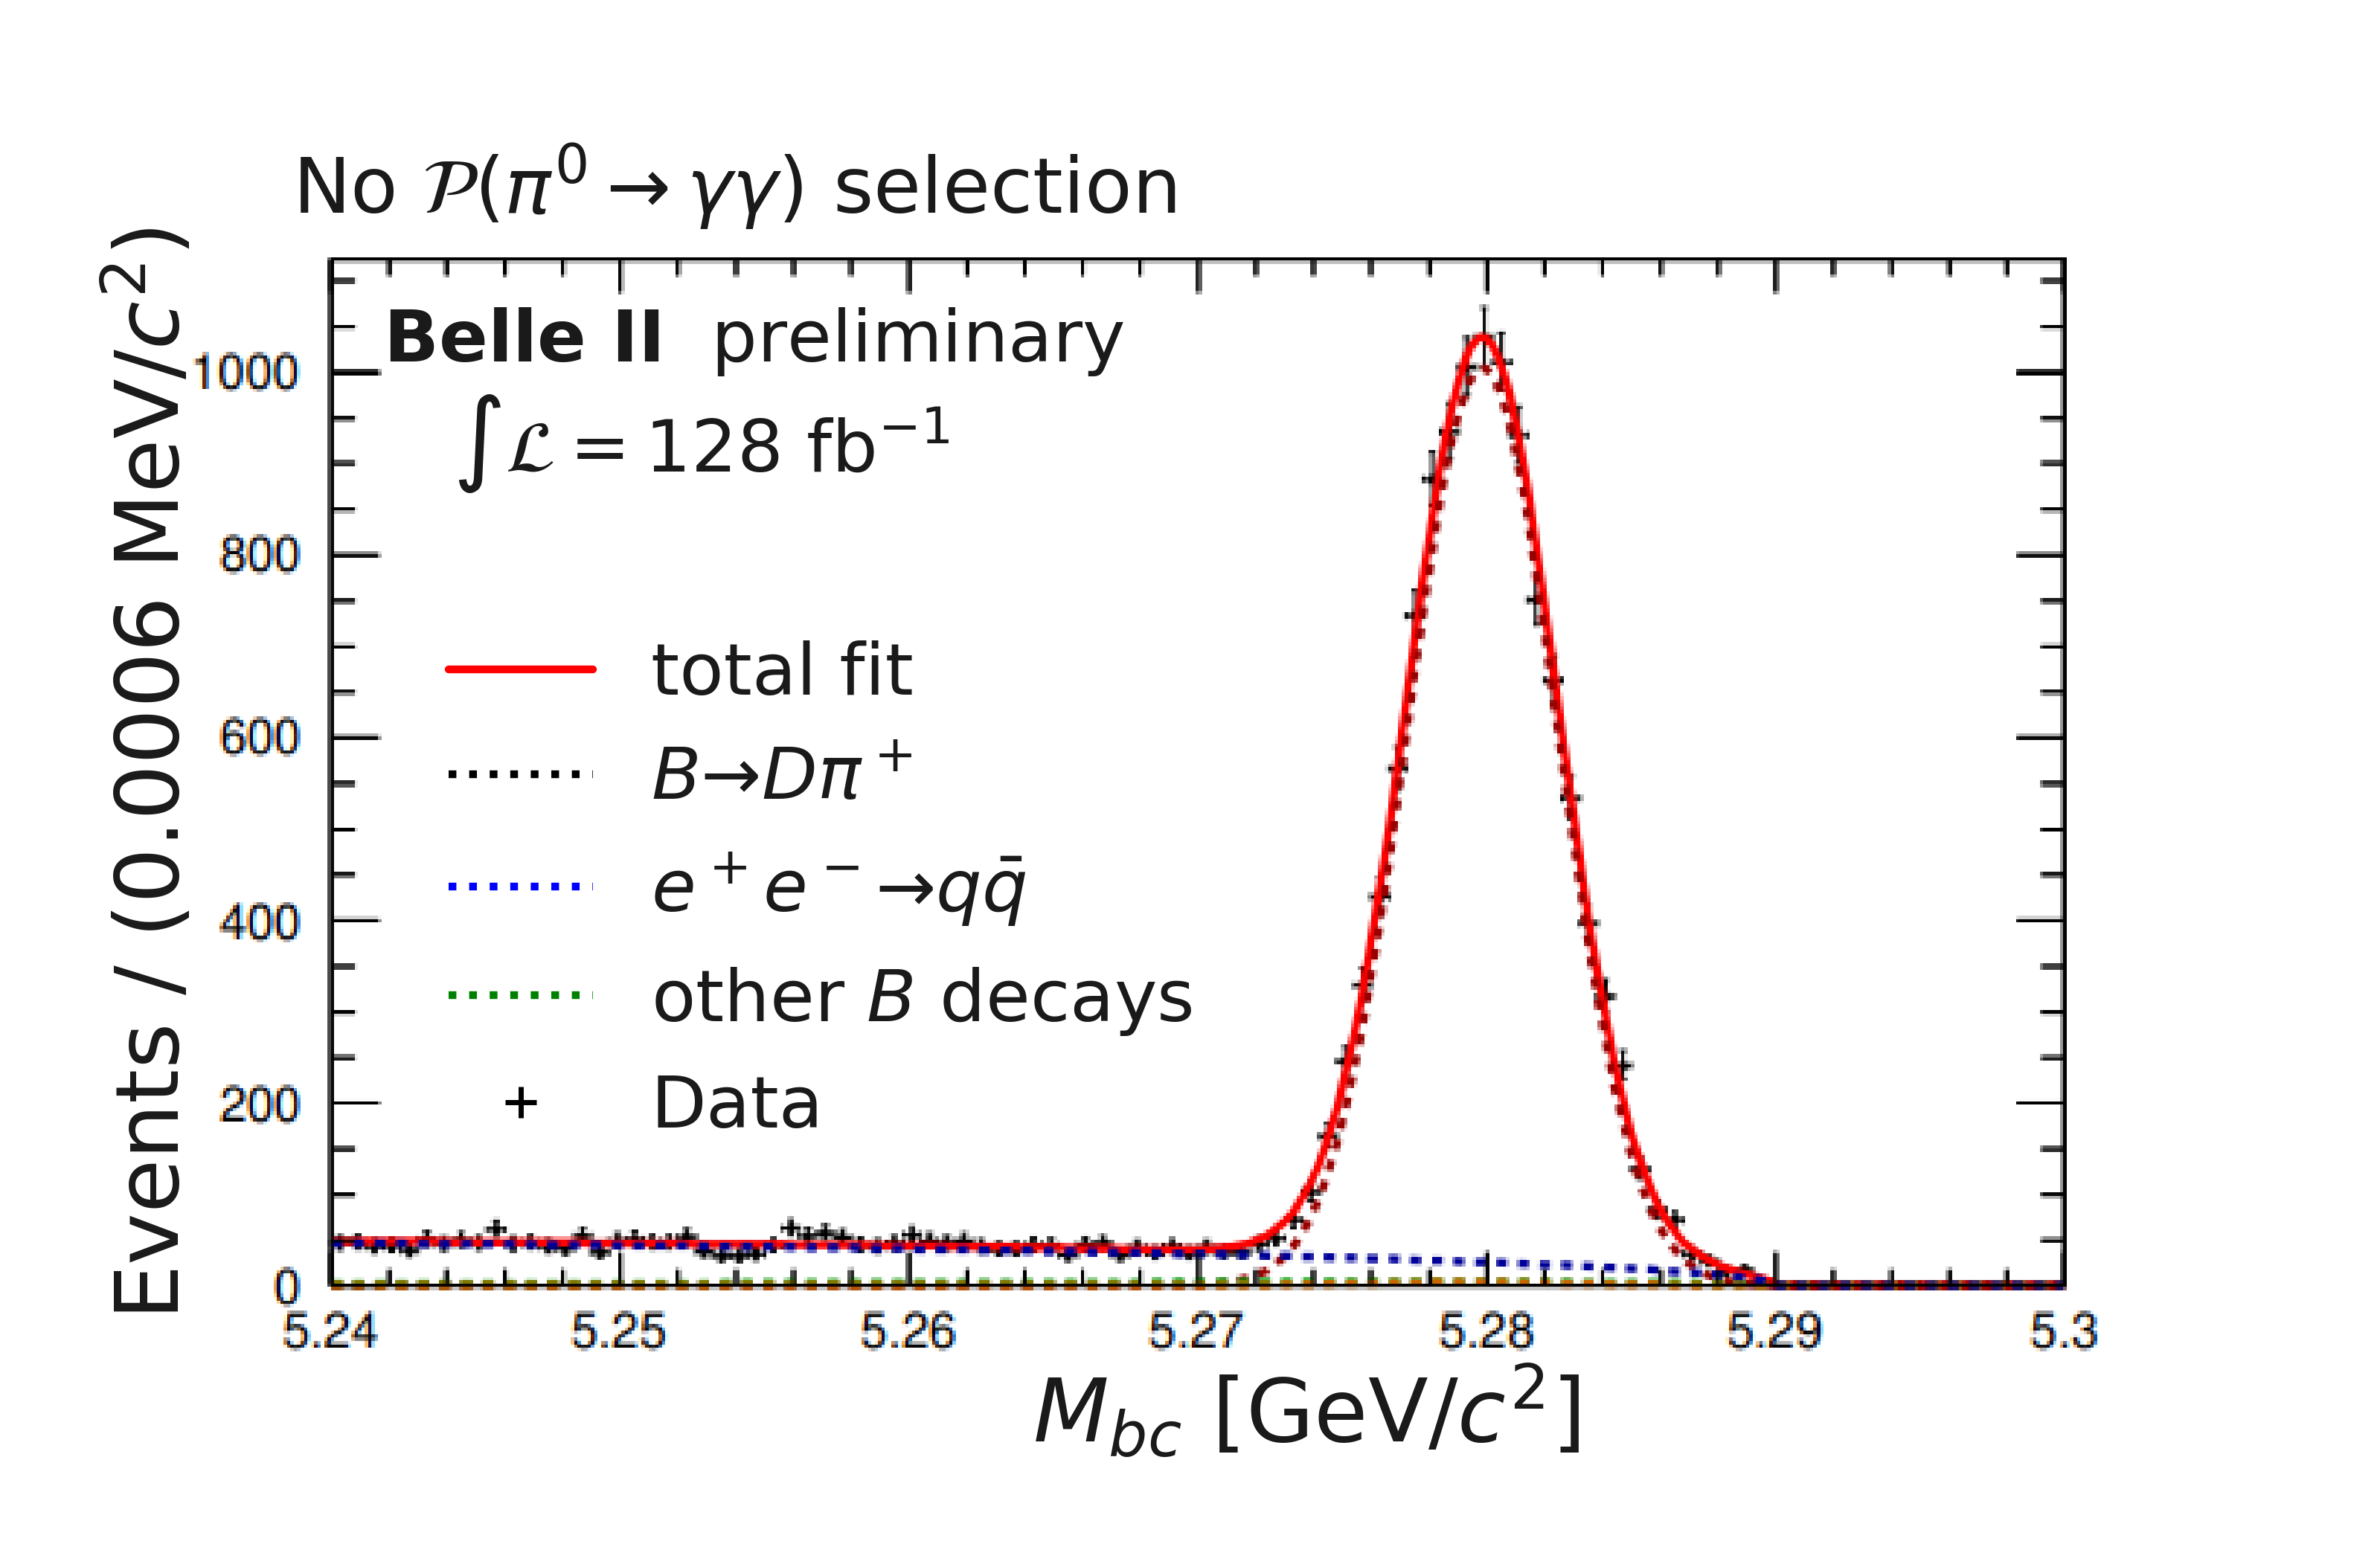 No 𝒫(π⁰ → γγ) selection
Events / (0.0006 MeV/c²)
Belle II preliminary
∫ℒ = 128 fb⁻¹
total fit
B→Dπ⁺
e⁺e⁻→qq̄
other B decays
Data
1000
800
600
400
200
0
5.24 5.25 5.26 5.27 5.28 5.29 5.3
M_bc [GeV/c²]